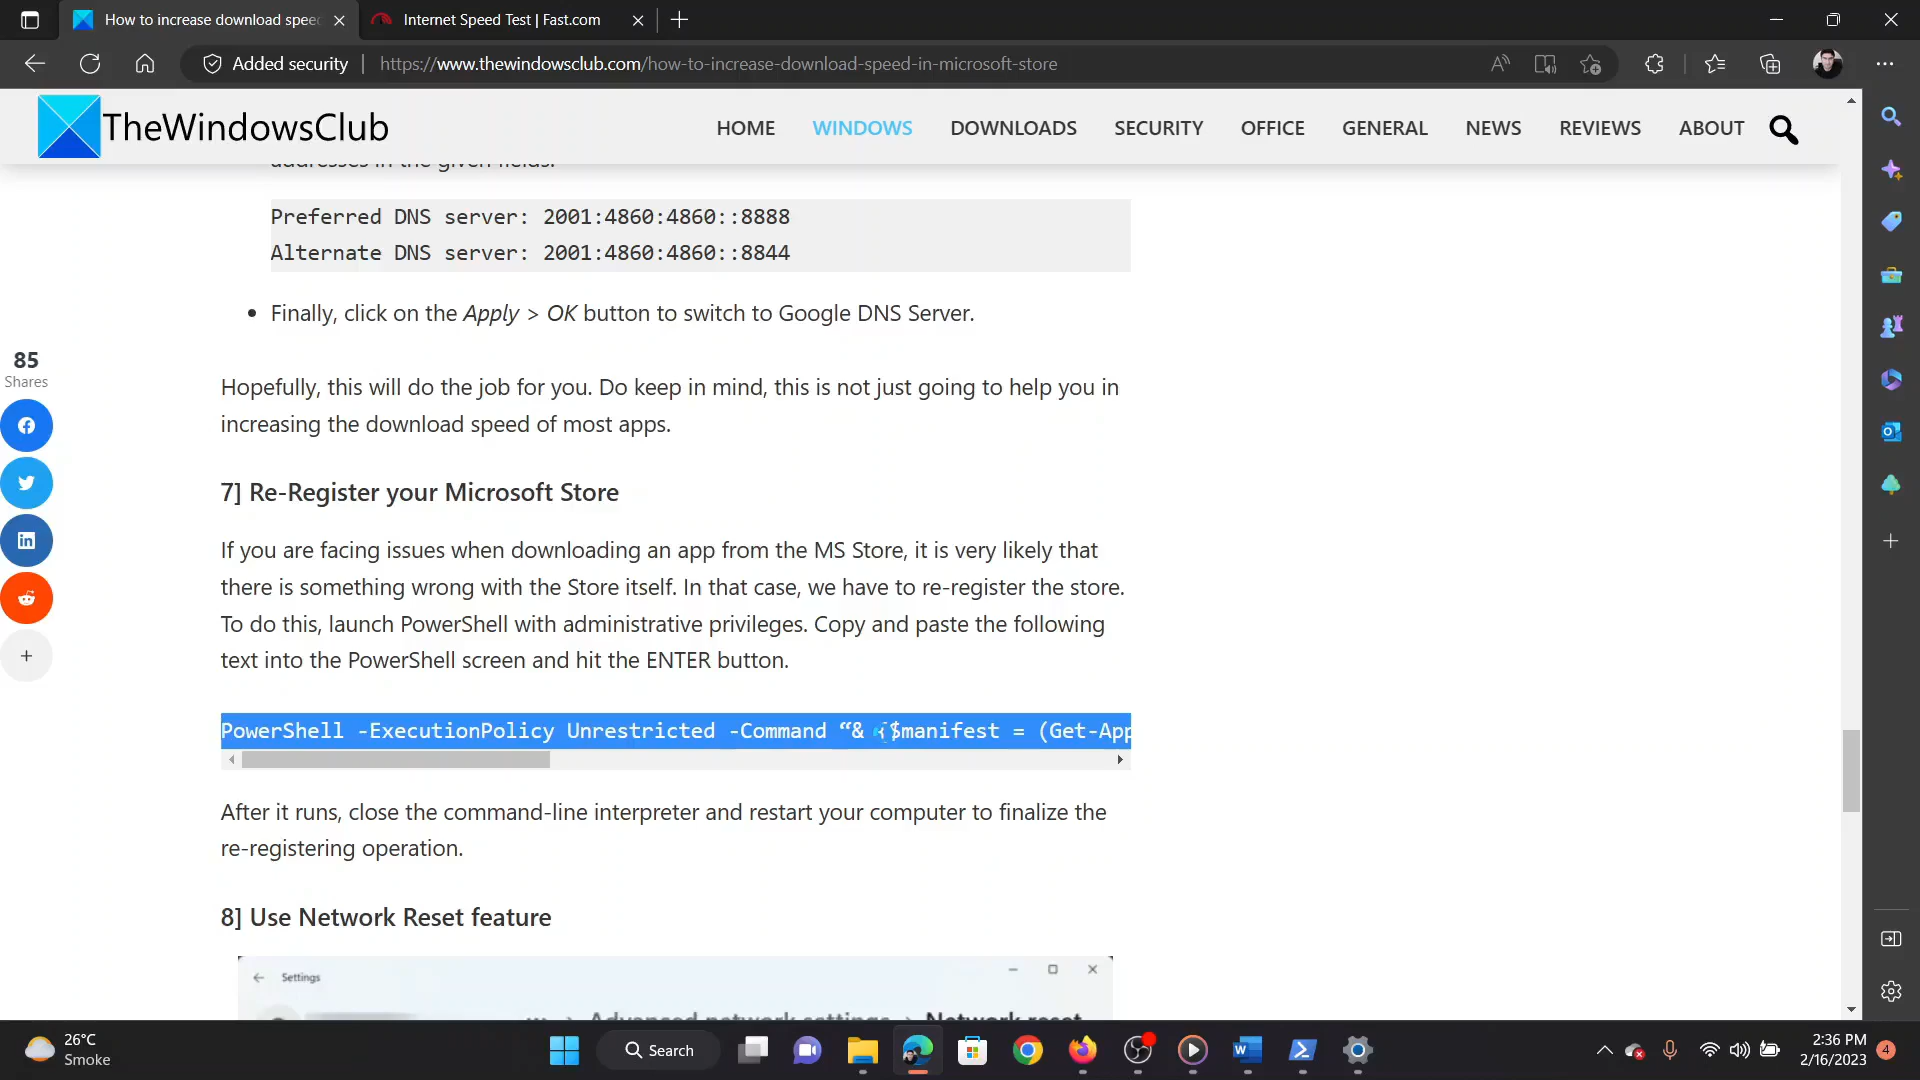 How to increase download speed
Internet Speed Test | Fast.com
Added security
https://www.thewindowsclub.com/how-to-increase-download-speed-in-microsoft-store
TheWindowsClub
HOME WINDOWS DOWNLOADS SECURITY OFFICE GENERAL NEWS REVIEWS ABOUT
addresses in the given fields.
Preferred DNS server: 2001:4860:4860::8888
Alternate DNS server: 2001:4860:4860::8844
• Finally, click on the Apply > OK button to switch to Google DNS Server.
85
Shares
Hopefully, this will do the job for you. Do keep in mind, this is not just going to help you in
increasing the download speed of most apps.
7] Re-Register your Microsoft Store
If you are facing issues when downloading an app from the MS Store, it is very likely that
there is something wrong with the Store itself. In that case, we have to re-register the store.
To do this, launch PowerShell with administrative privileges. Copy and paste the following
text into the PowerShell screen and hit the ENTER button.
PowerShell -ExecutionPolicy Unrestricted -Command “& {$manifest = (Get-App
After it runs, close the command-line interpreter and restart your computer to finalize the
re-registering operation.
8] Use Network Reset feature
Settings
Advanced network settings > Network reset
26°C
Smoke
Search
2:36 PM
2/16/2023
4